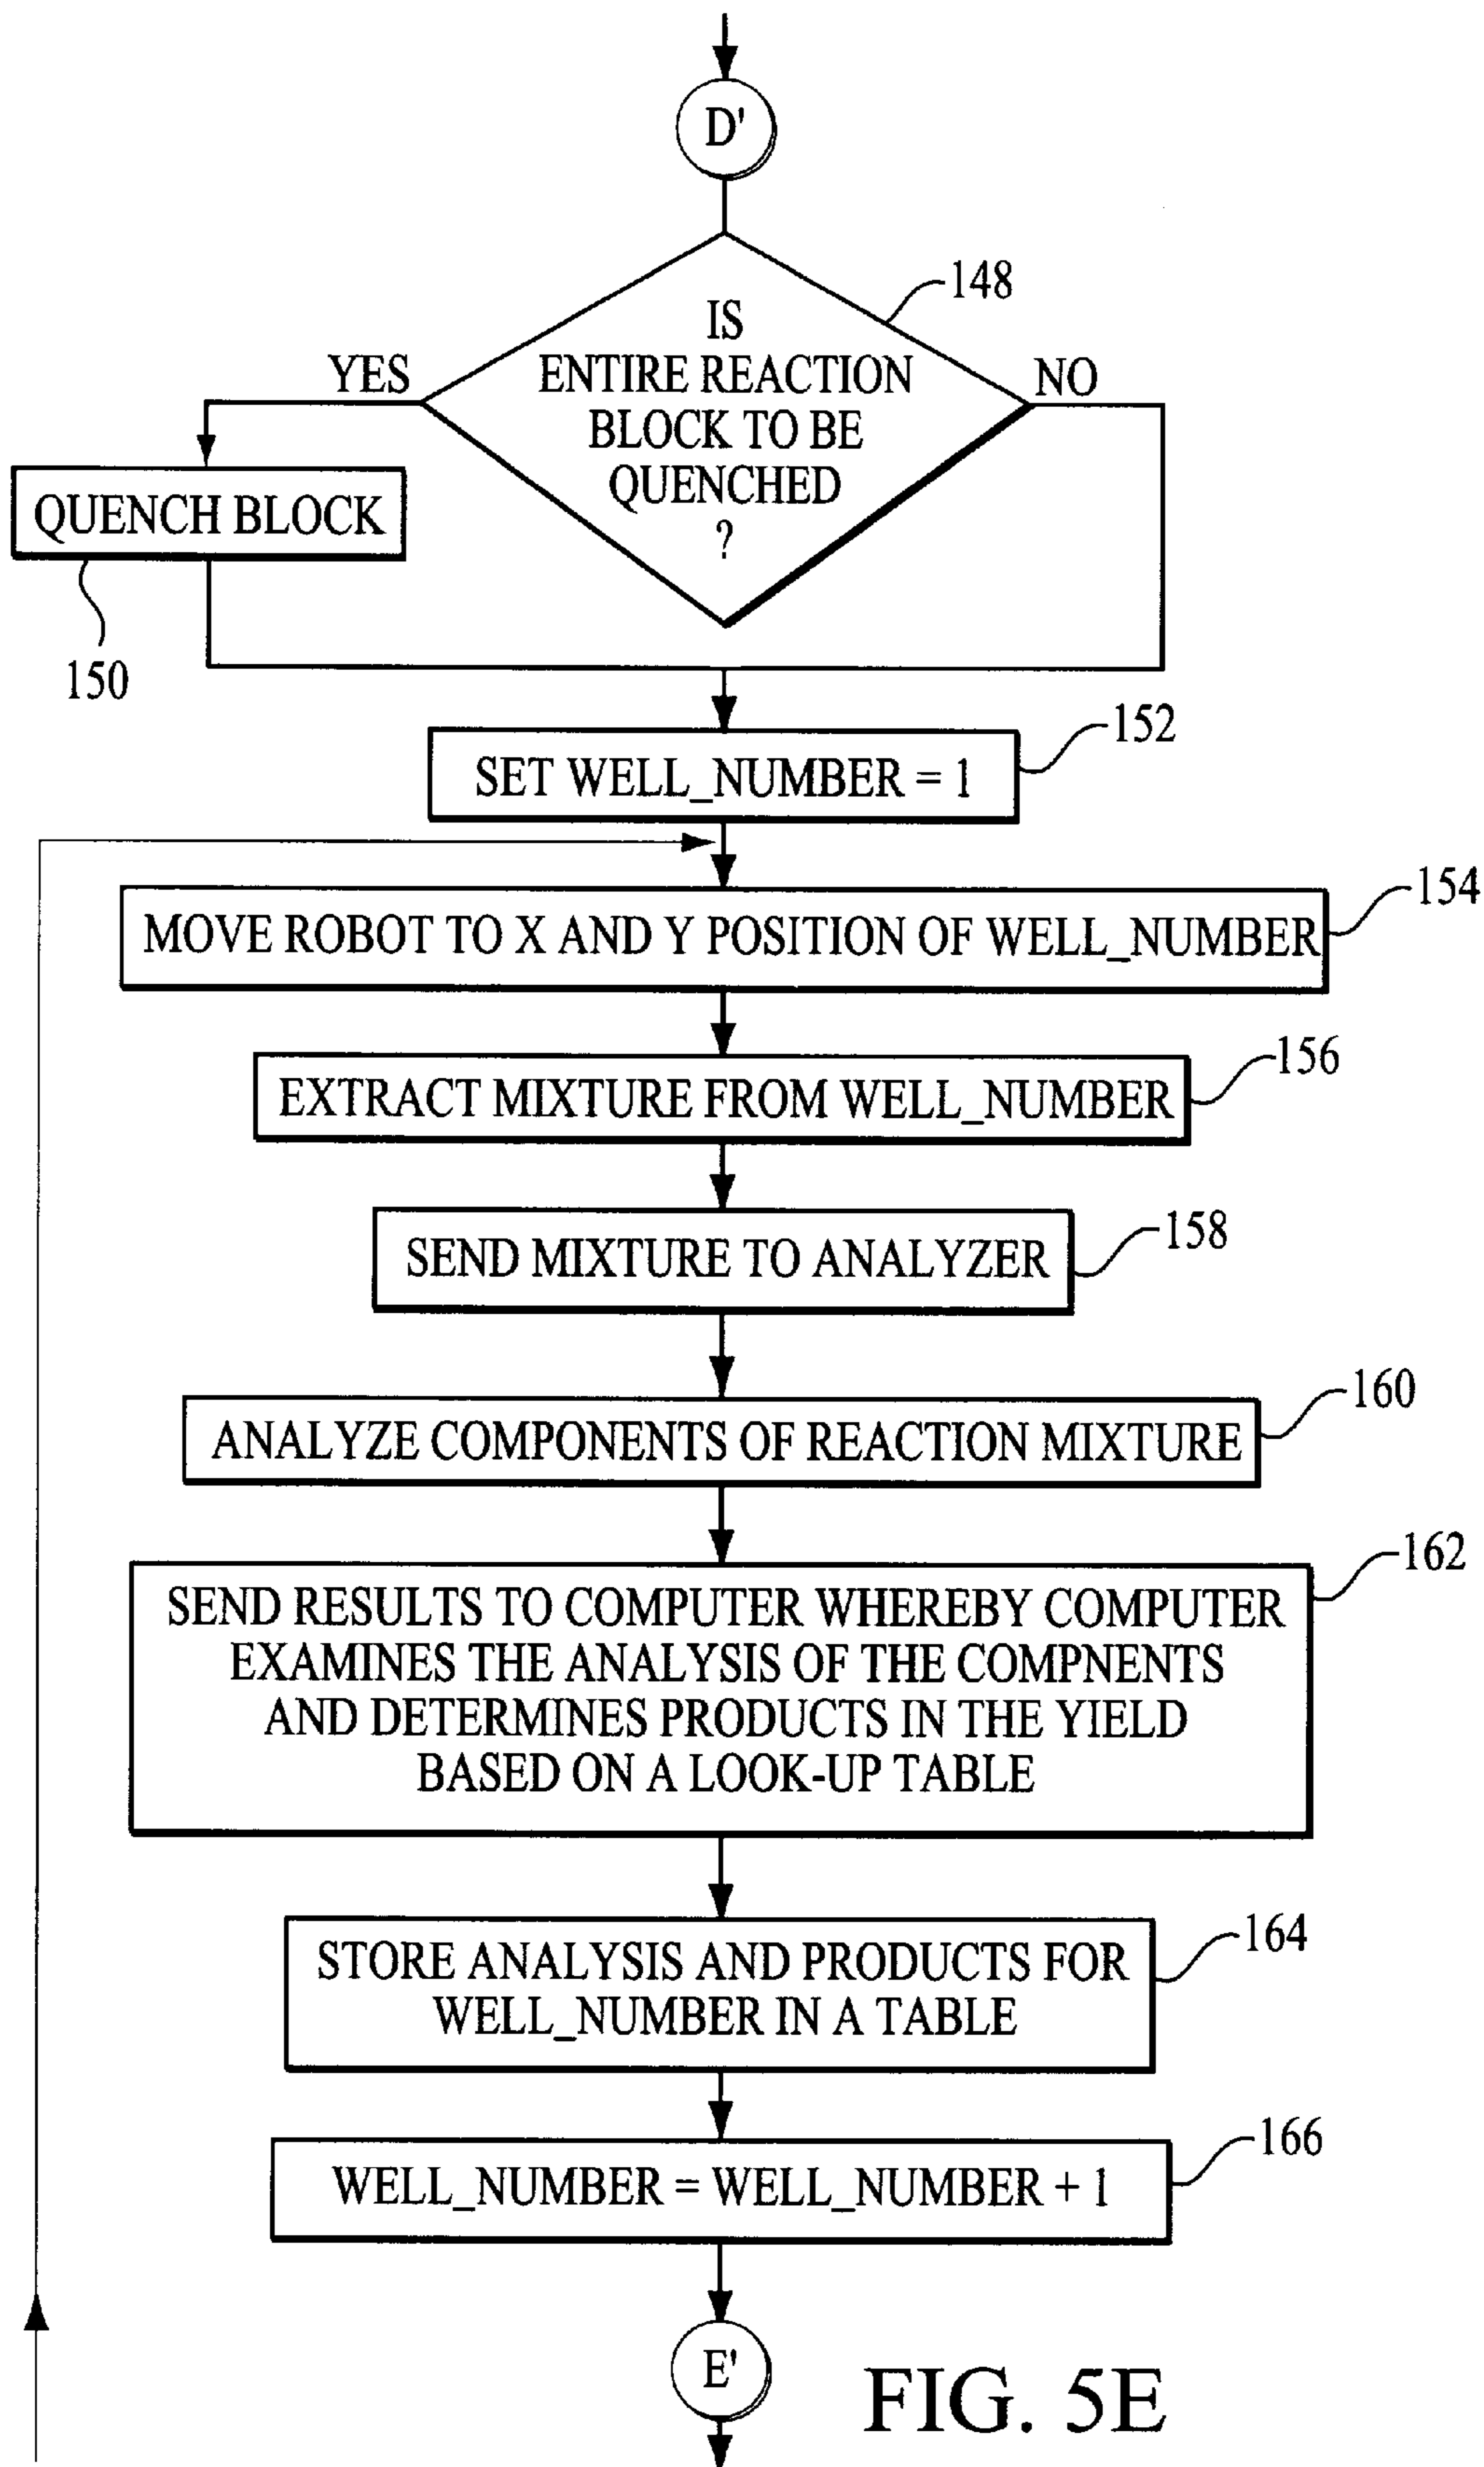 D'
148
IS
ENTIRE REACTION
BLOCK TO BE
QUENCHED
?
YES
NO
QUENCH BLOCK
150
152
SET WELL_NUMBER = 1
154
MOVE ROBOT TO X AND Y POSITION OF WELL_NUMBER
156
EXTRACT MIXTURE FROM WELL_NUMBER
158
SEND MIXTURE TO ANALYZER
160
ANALYZE COMPONENTS OF REACTION MIXTURE
162
SEND RESULTS TO COMPUTER WHEREBY COMPUTER
EXAMINES THE ANALYSIS OF THE COMPNENTS
AND DETERMINES PRODUCTS IN THE YIELD
BASED ON A LOOK-UP TABLE
164
STORE ANALYSIS AND PRODUCTS FOR
WELL_NUMBER IN A TABLE
166
WELL_NUMBER = WELL_NUMBER + 1
E'
FIG. 5E